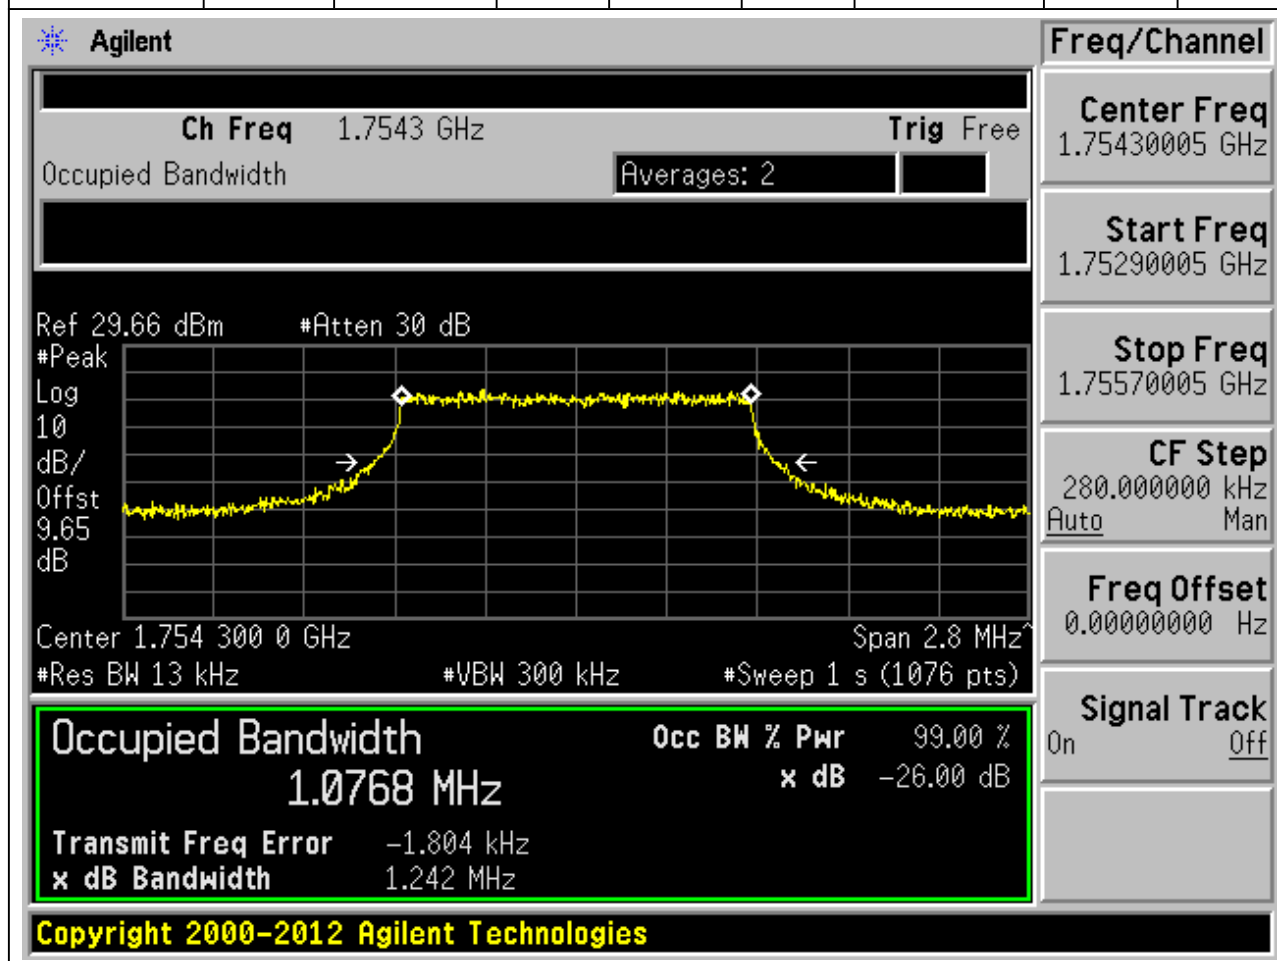 Agilent
Freq/Channel
Ch Freq 1.7543 GHz Trig Free
Occupied Bandwidth Averages: 2
Center Freq
1.75430005 GHz
Start Freq
1.75290005 GHz
Stop Freq
1.75570005 GHz
CF Step
280.000000 kHz
Auto Man
Freq Offset
0.00000000 Hz
Signal Track
On Off
Ref 29.66 dBm #Atten 30 dB
#Peak
Log
10
dB/
Offst
9.65
dB
Center 1.754 300 0 GHz Span 2.8 MHz^
#Res BW 13 kHz #VBW 300 kHz #Sweep 1 s (1076 pts)
Occupied Bandwidth Occ BW % Pwr 99.00 %
1.0768 MHz x dB -26.00 dB
Transmit Freq Error -1.804 kHz
x dB Bandwidth 1.242 MHz
Copyright 2000-2012 Agilent Technologies